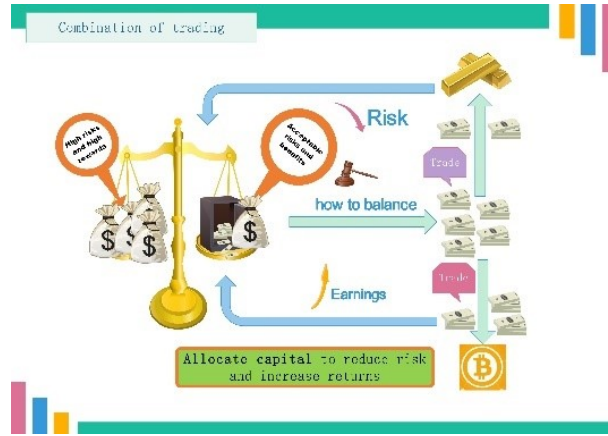 Combination of trading
High risks
and high
rewards
Acceptable
risks and
benefits
Risk
Trade
how to balance
Trade
Earnings
Allocate capital to reduce risk
and increase returns
$
$
$
$
$
₿